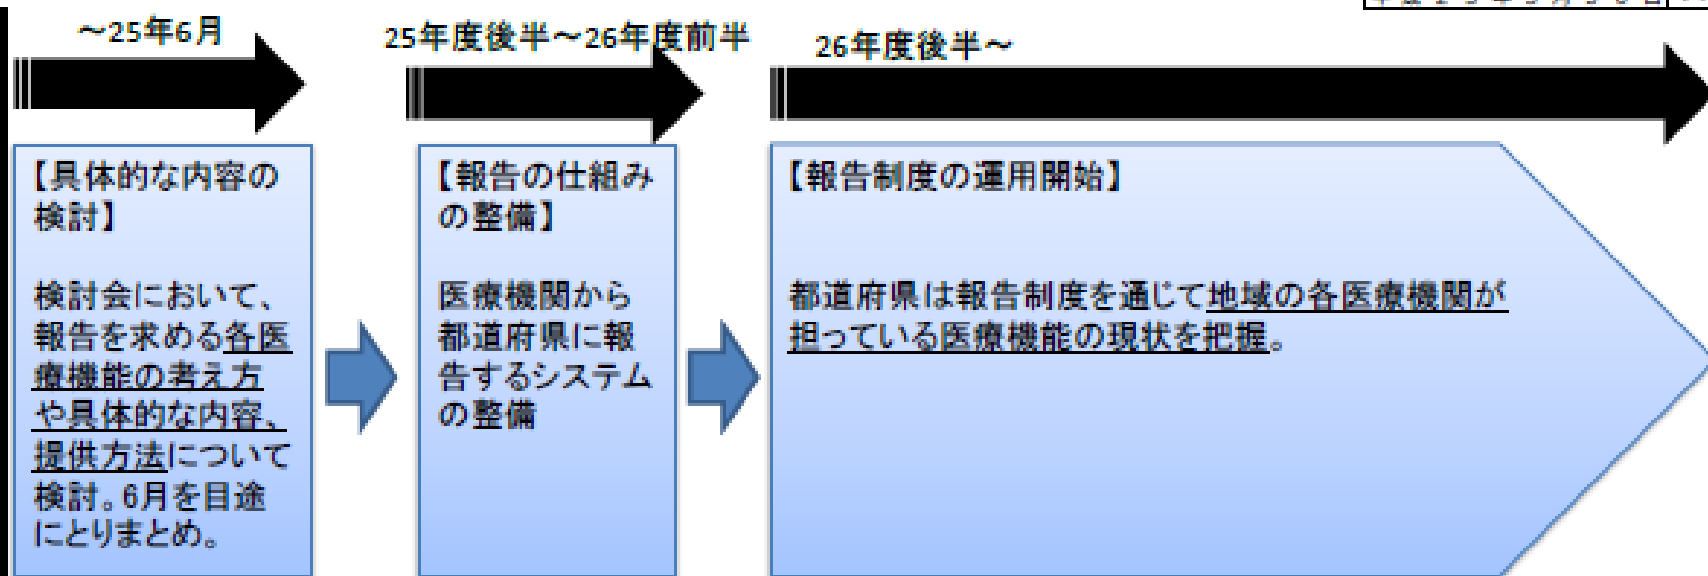 ～25年6月
25年度後半～26年度前半
26年度後半～
【具体的な内容の
検討】
検討会において、
報告を求める各医
療機能の考え方
や具体的な内容、
提供方法について
検討。6月を目途
にとりまとめ。
【報告の仕組み
の整備】
医療機関から
都道府県に報
告するシステム
の整備
【報告制度の運用開始】
都道府県は報告制度を通じて地域の各医療機関が
担っている医療機能の現状を把握。